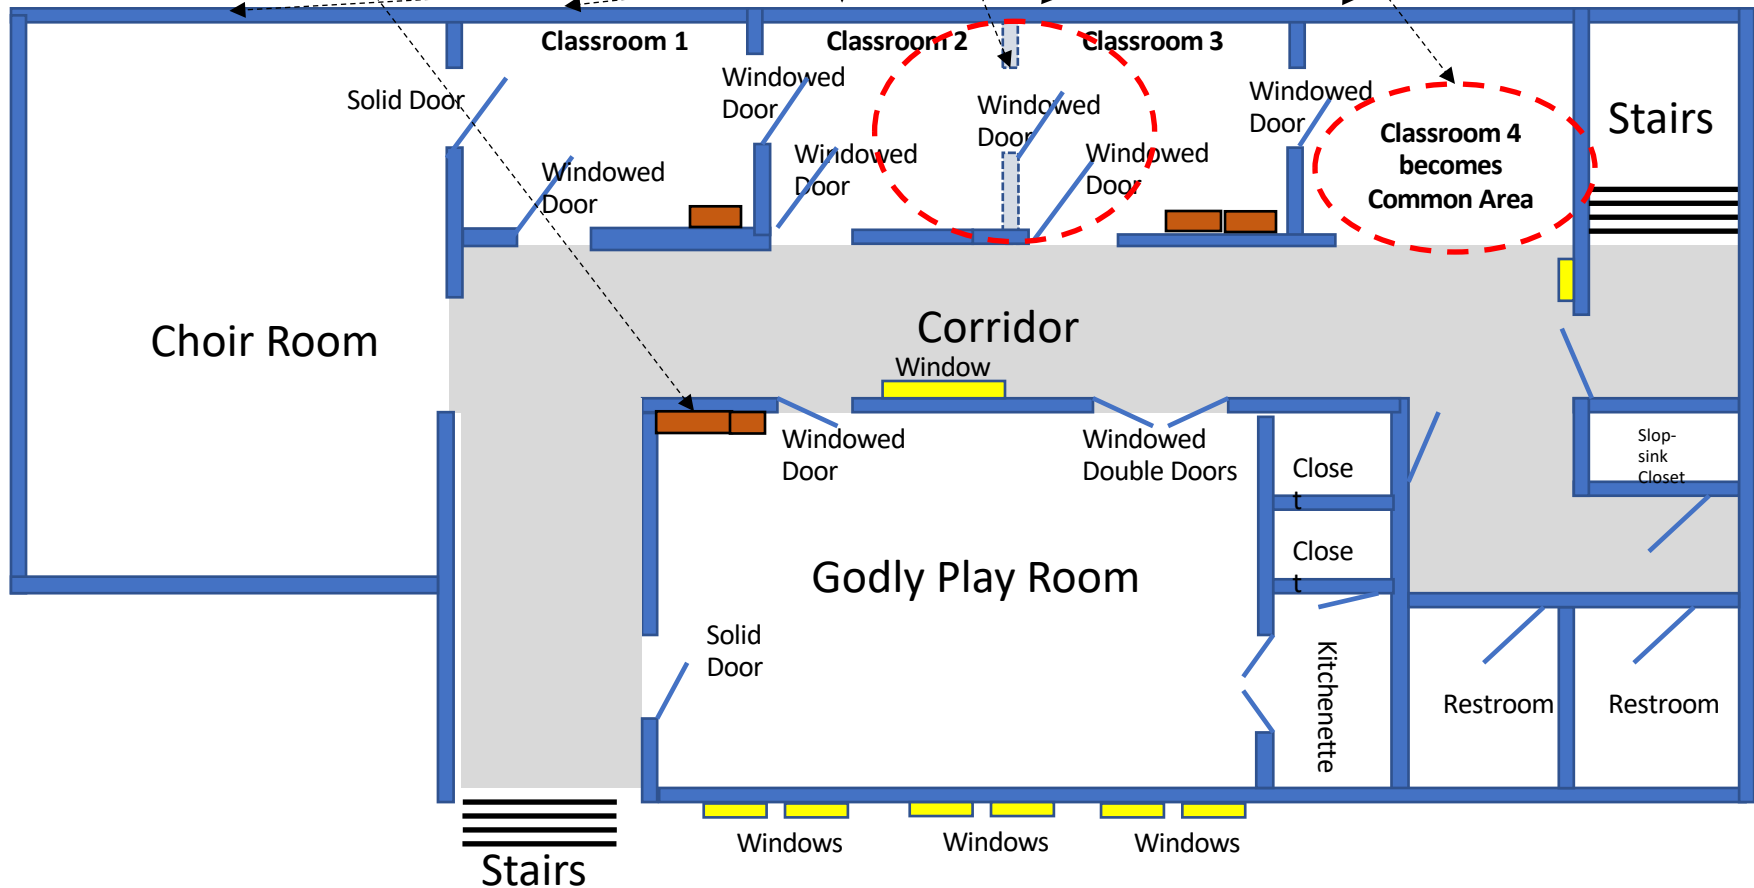 Classroom 1
Classroom 2
Classroom 3
Solid Door
Windowed
Door
Windowed
Door
Windowed
Door
Windowed
Door
Windowed
Door
Windowed
Door
Classroom 4
becomes
Common Area
Stairs
Choir Room
Corridor
Window
Windowed
Door
Windowed
Double Doors
Close
t
Close
t
Slop-
sink
Closet
Godly Play Room
Solid
Door
Kitchenette
Restroom
Restroom
Windows
Windows
Windows
Stairs